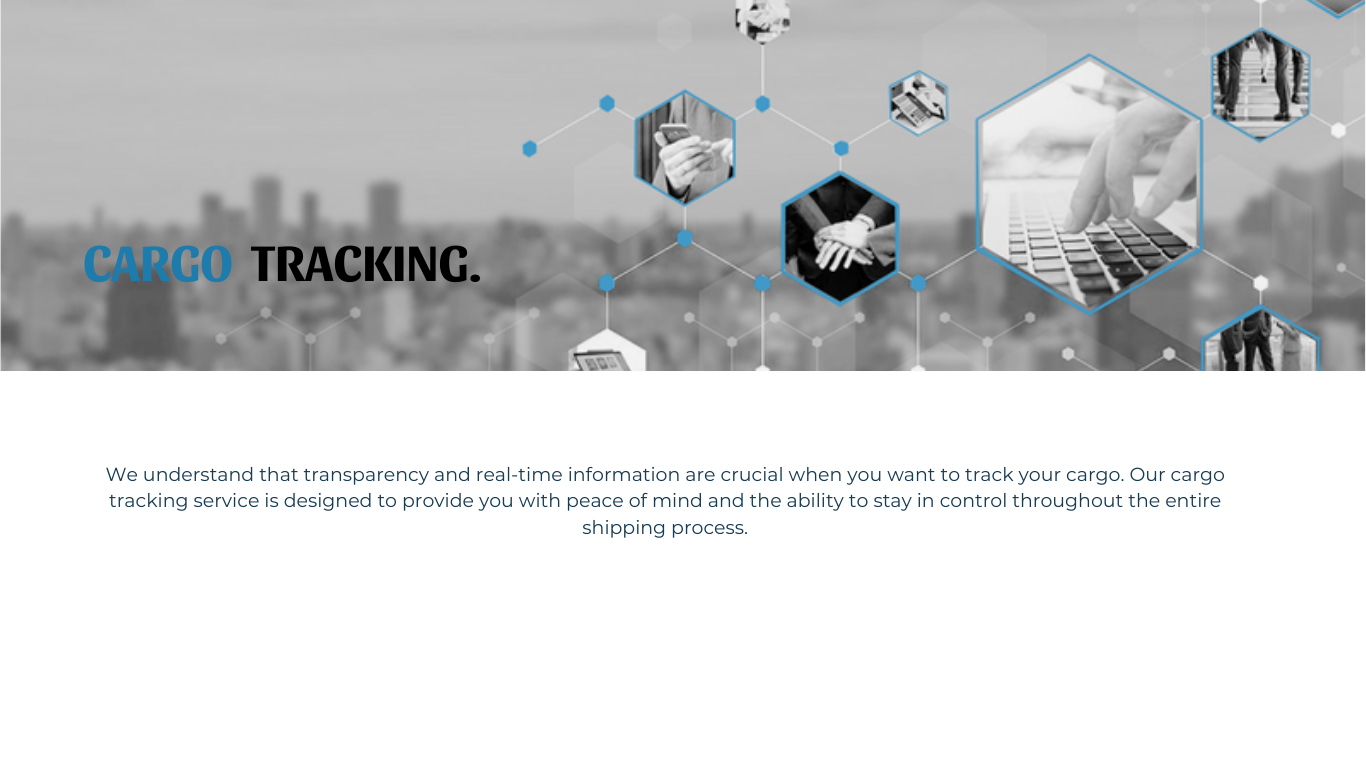 CARGO TRACKING.
We understand that transparency and real-time information are crucial when you want to track your cargo. Our cargo
tracking service is designed to provide you with peace of mind and the ability to stay in control throughout the entire
shipping process.